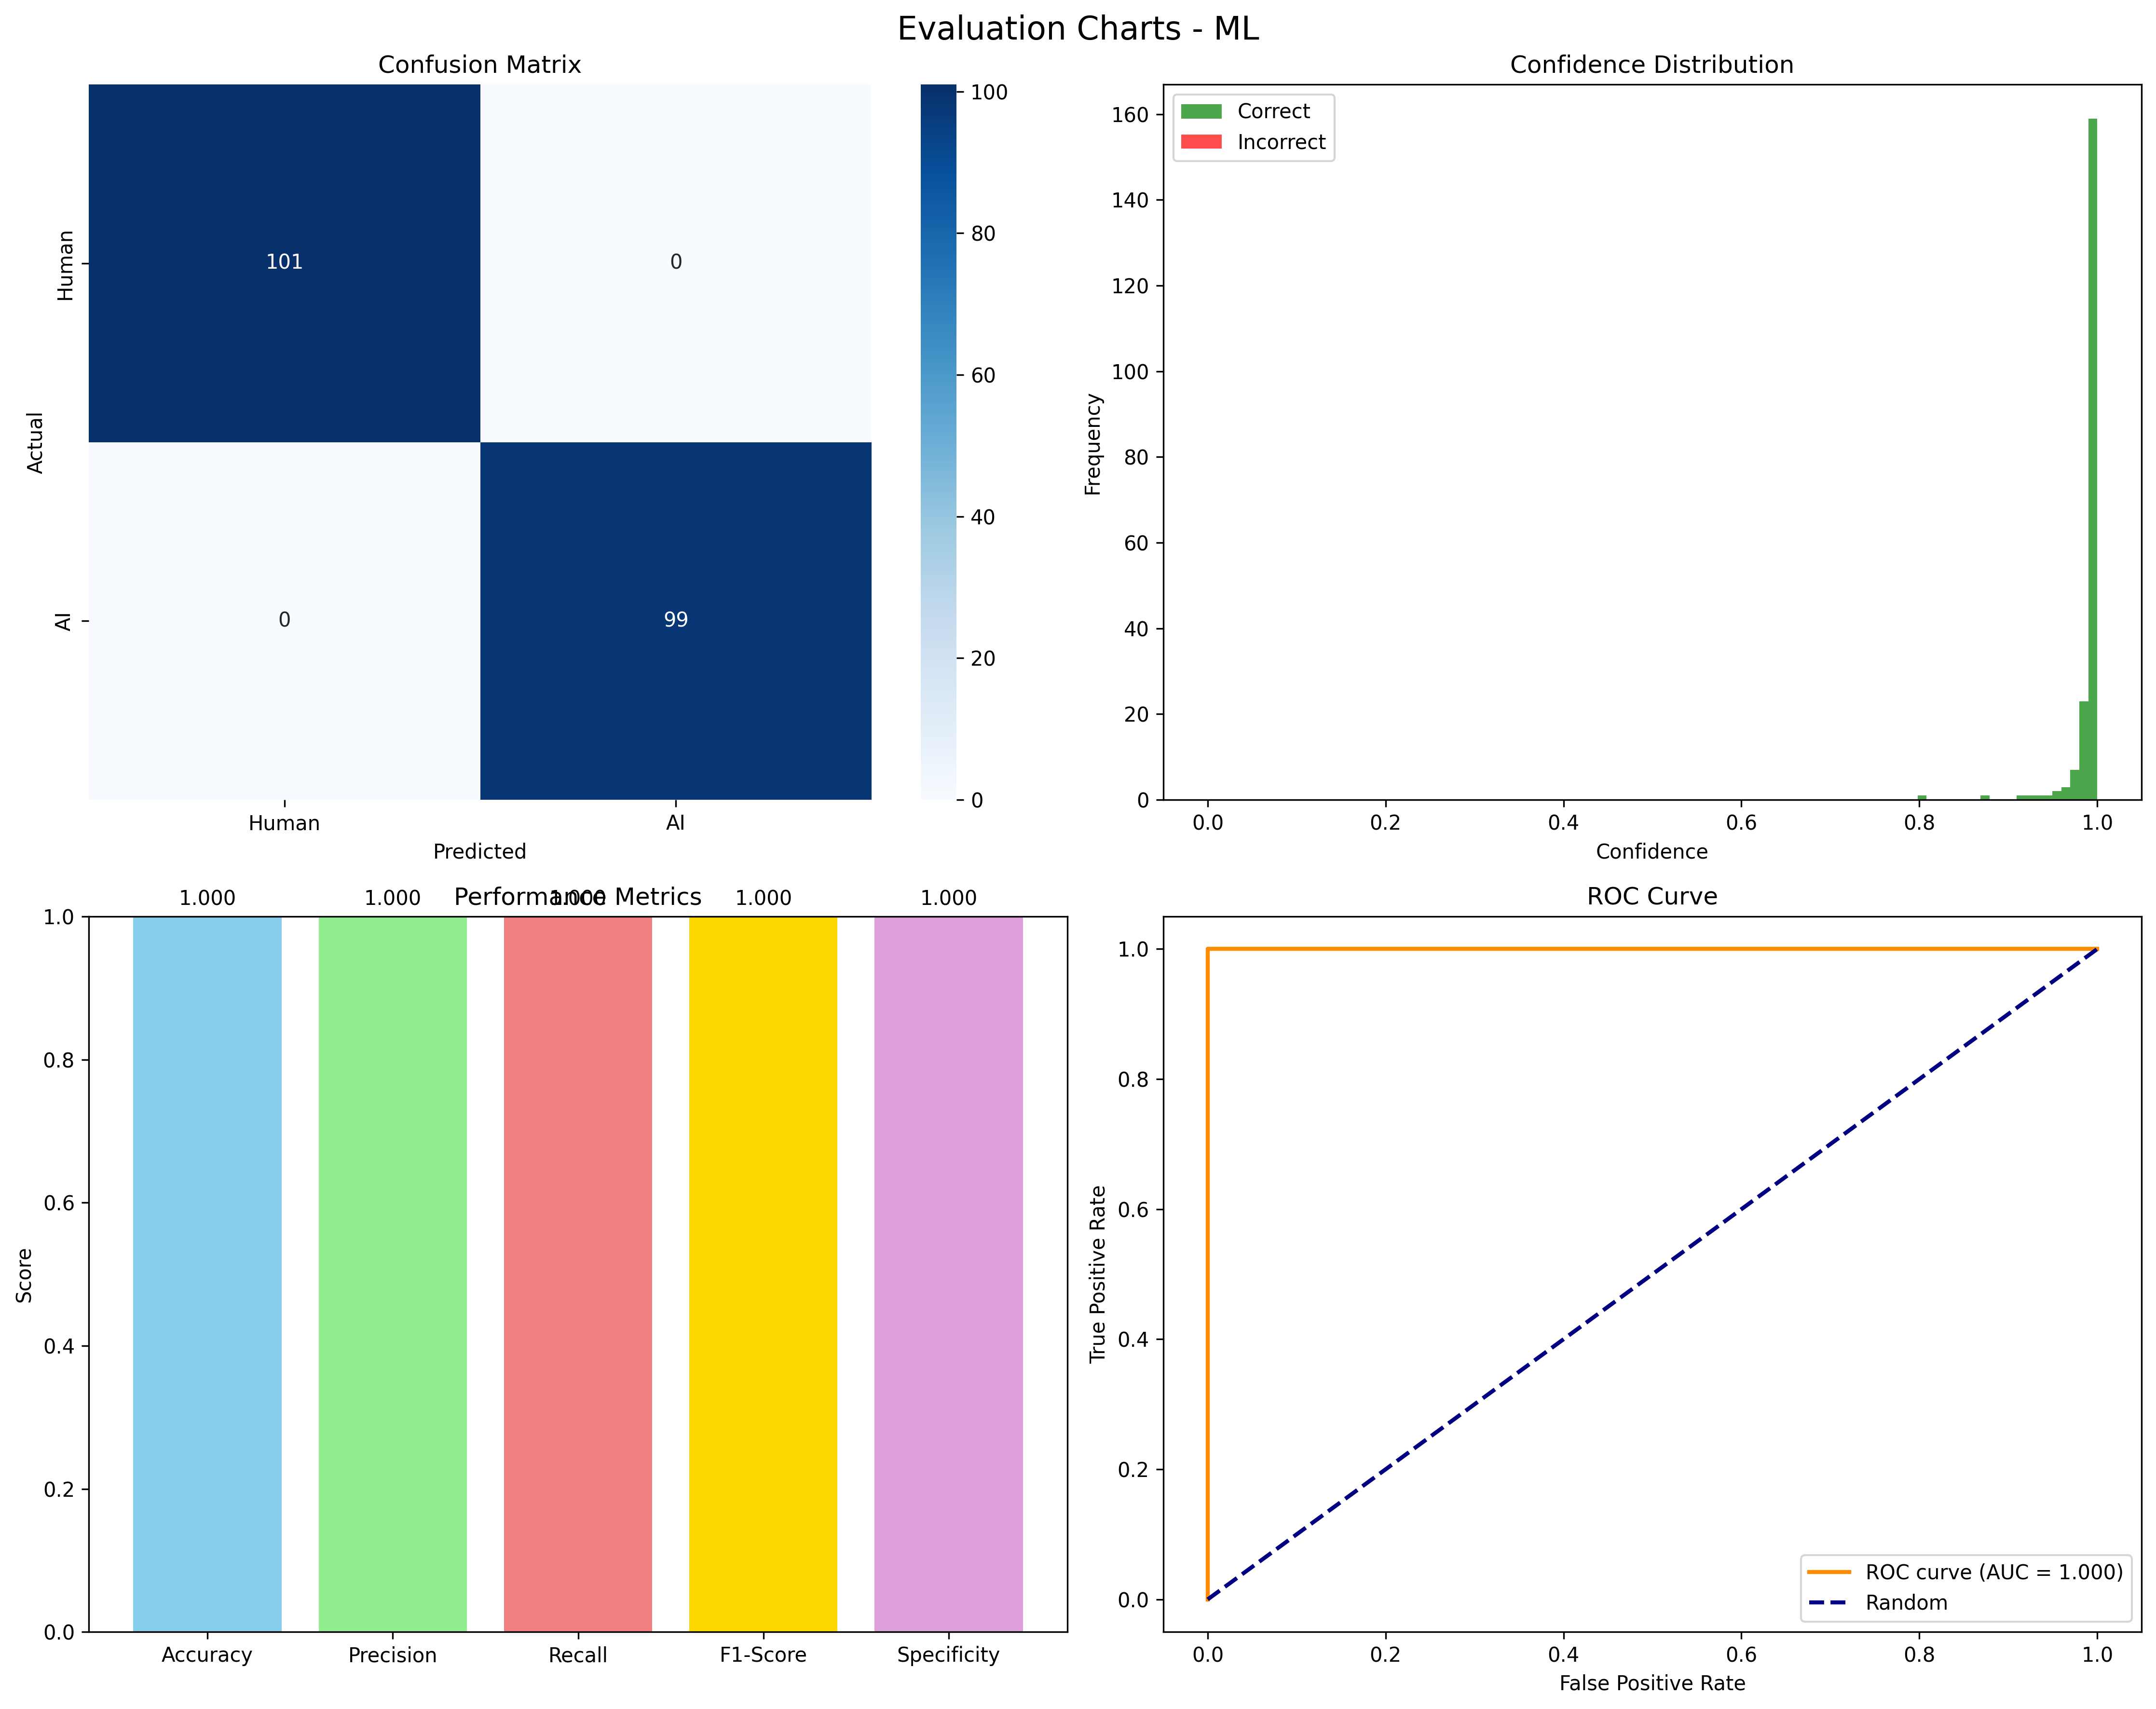 Evaluation Charts - ML
Confusion Matrix
Human
AI
Actual
101
0
0
99
Human
AI
Predicted
100
80
60
40
20
0
Confidence Distribution
Correct
Incorrect
160
140
120
100
80
60
40
20
0
Frequency
0.0
0.2
0.4
0.6
0.8
1.0
Confidence
Performance Metrics
1.000
1.000
1.000
1.000
1.000
1.0
0.8
0.6
0.4
0.2
0.0
Score
Accuracy
Precision
Recall
F1-Score
Specificity
ROC Curve
1.0
0.8
0.6
0.4
0.2
0.0
True Positive Rate
ROC curve (AUC = 1.000)
Random
0.0
0.2
0.4
0.6
0.8
1.0
False Positive Rate